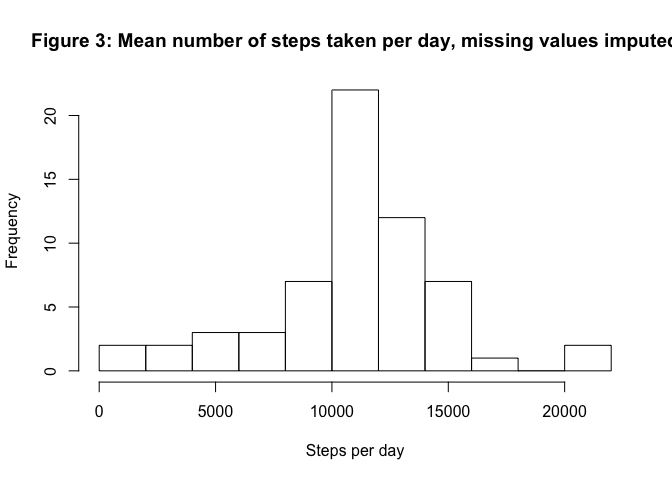 Figure 3: Mean number of steps taken per day, missing values imputed
20
15
10
5
0
Frequency
0 5000 10000 15000 20000
Steps per day